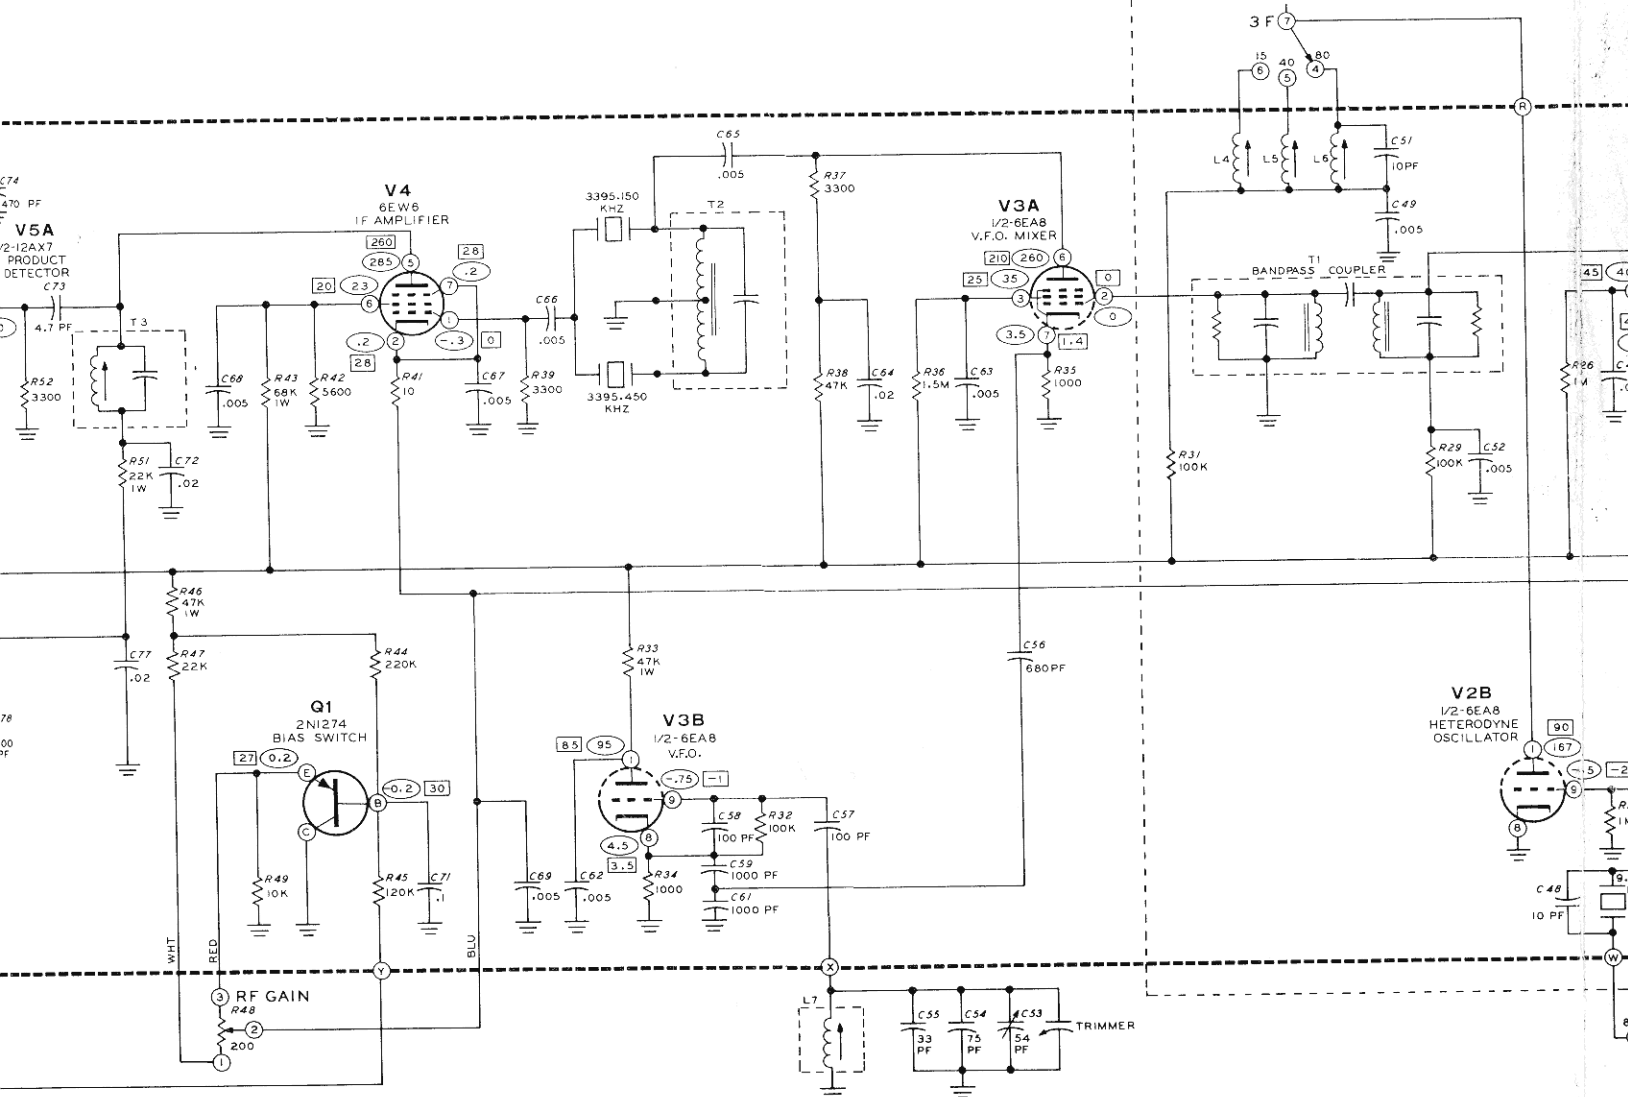 3 F 7
15
40
80
6
5
4
R
C74
470 PF
V5A
1/2-12AX7
PRODUCT
DETECTOR
C73
4.7 PF
T3
R52
3300
R51
22K
1W
C72
.02
C68
.005
R43
68K
1W
R42
5600
V4
6EW6
IF AMPLIFIER
260
285
5
28
.2
7
20
23
6
1
.2
2
-.3
0
28
R41
10
C67
.005
R39
3300
C66
.005
3395.150
KHZ
3395.450
KHZ
T2
C65
.005
R37
3300
R38
47K
C64
.02
R36
1.5M
C63
.005
V3A
1/2-6EA8
V.F.O. MIXER
210
260
6
25
35
3
0
2
0
3.5
7
1.4
R35
1000
L4
L5
L6
C51
10PF
C49
.005
T1
BANDPASS COUPLER
R31
100K
R29
100K
C52
.005
45
R26
1M
R46
47K
1W
R47
22K
R44
220K
C77
.02
Q1
2N1274
BIAS SWITCH
27
0.2
E
-0.2
30
B
C
R49
10K
R45
120K
C71
.1
WHT
RED
BLU
Y
3
RF GAIN
R48
200
2
1
R33
47K
1W
V3B
1/2-6EA8
V.F.O.
85
95
1
-.75
-1
9
4.5
8
3.5
C58
100 PF
R32
100K
C57
100 PF
C59
1000 PF
R34
1000
C61
1000 PF
C69
.005
C62
.005
C56
680PF
X
L7
C55
33
PF
C54
75
PF
C53
54
PF
TRIMMER
V2B
1/2-6EA8
HETERODYNE
OSCILLATOR
90
167
1
9
8
C48
10 PF
W